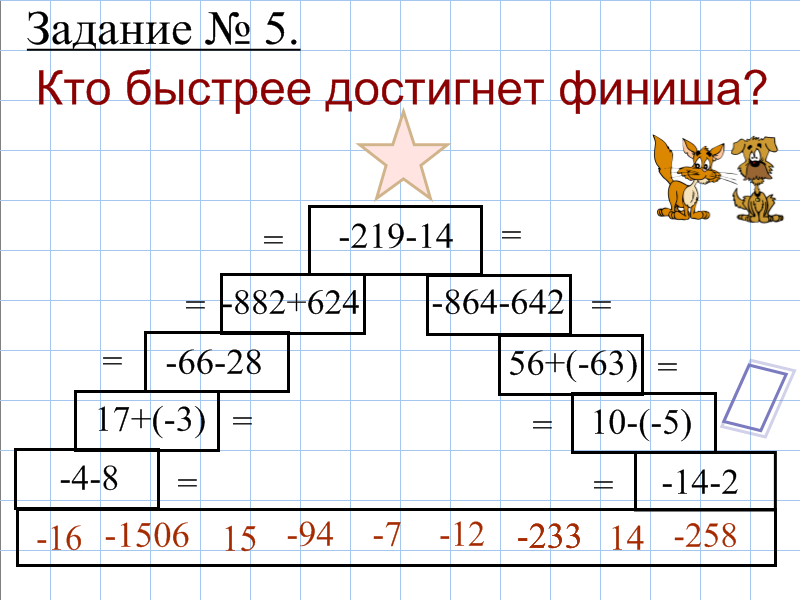 Задание № 5.
Кто быстрее достигнет финиша?
= -219-14 =
= -882+624 -864-642 =
= -66-28 56+(-63) =
17+(-3) = = 10-(-5)
-4-8 = = -14-2
-16 -1506 15 -94 -7 -12 -233 14 -258